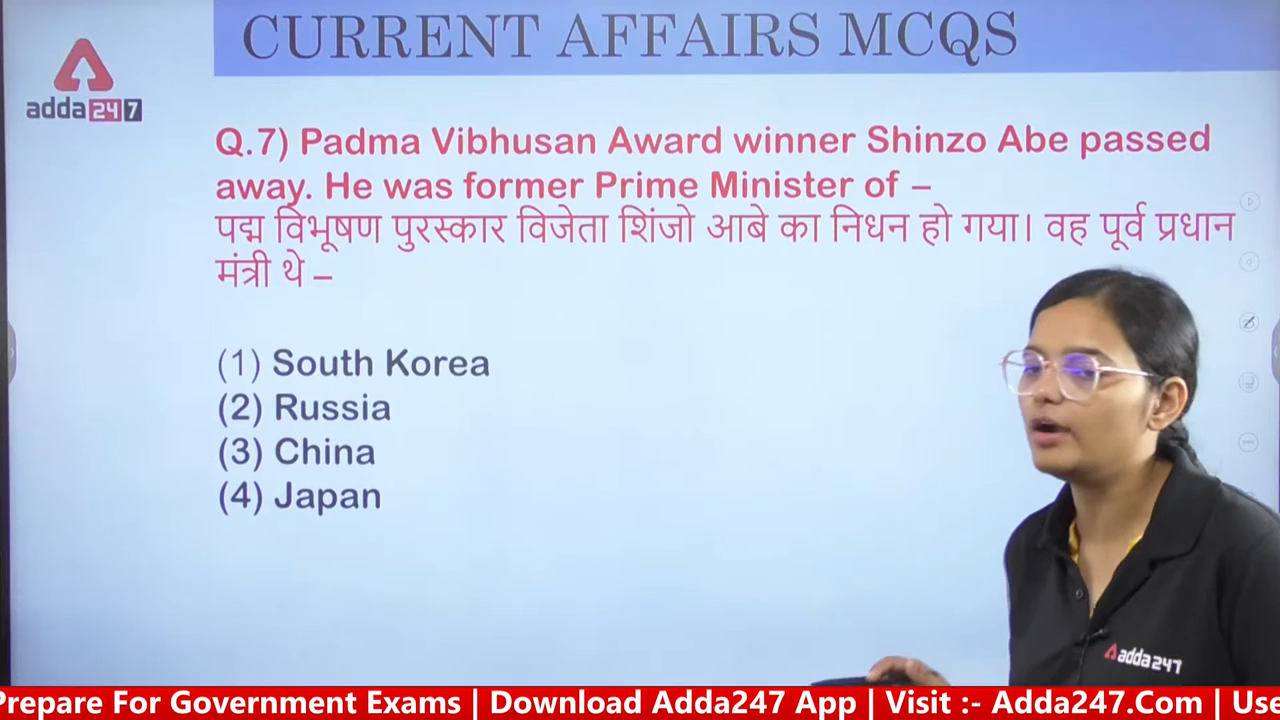 CURRENT AFFAIRS MCQS
adda247
Q.7) Padma Vibhusan Award winner Shinzo Abe passed
away. He was former Prime Minister of –
पद्म विभूषण पुरस्कार विजेता शिंजो आबे का निधन हो गया। वह पूर्व प्रधान
मंत्री थे –
(1) South Korea
(2) Russia
(3) China
(4) Japan
adda247
Prepare For Government Exams | Download Adda247 App | Visit :- Adda247.Com | Use